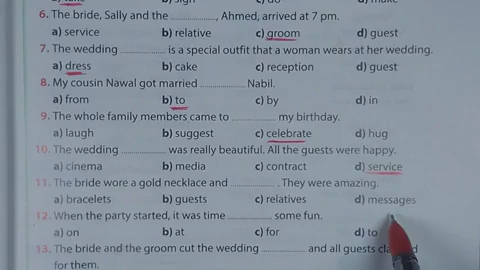 6. The bride, Sally and the ................, Ahmed, arrived at 7 pm.
a) service b) relative c) groom d) guest
7. The wedding ................ is a special outfit that a woman wears at her wedding.
a) dress b) cake c) reception d) guest
8. My cousin Nawal got married ................ Nabil.
a) from b) to c) by d) in
9. The whole family members came to ................ my birthday.
a) laugh b) suggest c) celebrate d) hug
10. The wedding ................ was really beautiful. All the guests were happy.
a) cinema b) media c) contract d) service
11. The bride wore a gold necklace and ................ . They were amazing.
a) bracelets b) guests c) relatives d) messages
12. When the party started, it was time ................ some fun.
a) on b) at c) for d) to
13. The bride and the groom cut the wedding ................ and all guests
for them.